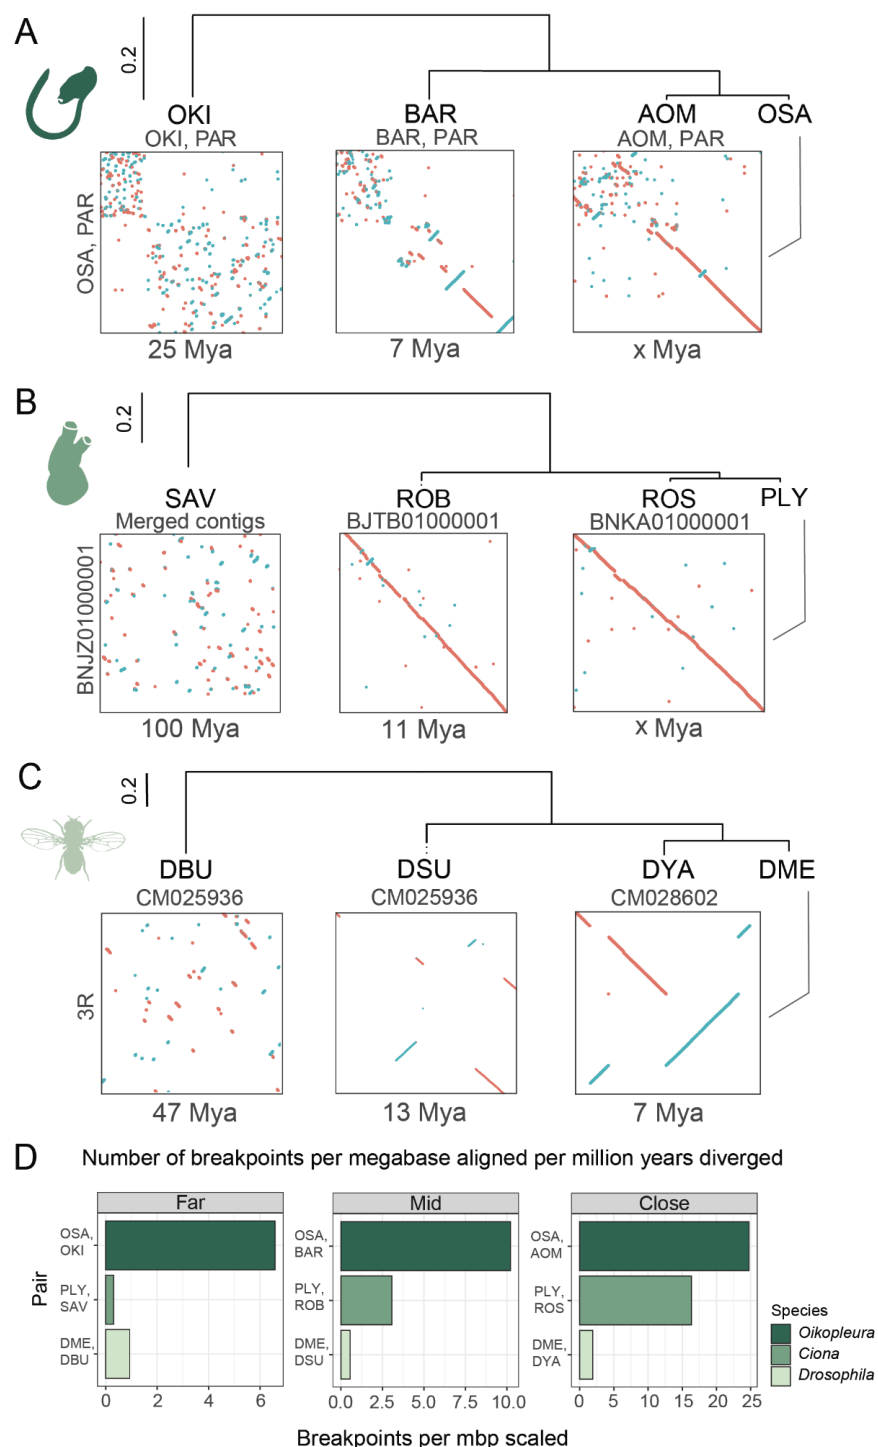 A
0.2
OKI
BAR
AOM
OSA
OKI, PAR
BAR, PAR
AOM, PAR
OSA, PAR
25 Mya
7 Mya
x Mya
B
0.2
SAV
ROB
ROS
PLY
Merged contigs
BJTB01000001
BNKA01000001
BNJZ01000001
100 Mya
11 Mya
x Mya
C
0.2
DBU
DSU
DYA
DME
CM025936
CM025936
CM028602
3R
47 Mya
13 Mya
7 Mya
D
Number of breakpoints per megabase aligned per million years diverged
Far
Mid
Close
Pair
OSA,
OKI
PLY,
SAV
DME,
DBU
0 2 4 6
OSA,
BAR
PLY,
ROB
DME,
DSU
0.0 2.5 5.0 7.5 10.0
OSA,
AOM
PLY,
ROS
DME,
DYA
0 5 10 15 20 25
Species
Oikopleura
Ciona
Drosophila
Breakpoints per mbp scaled